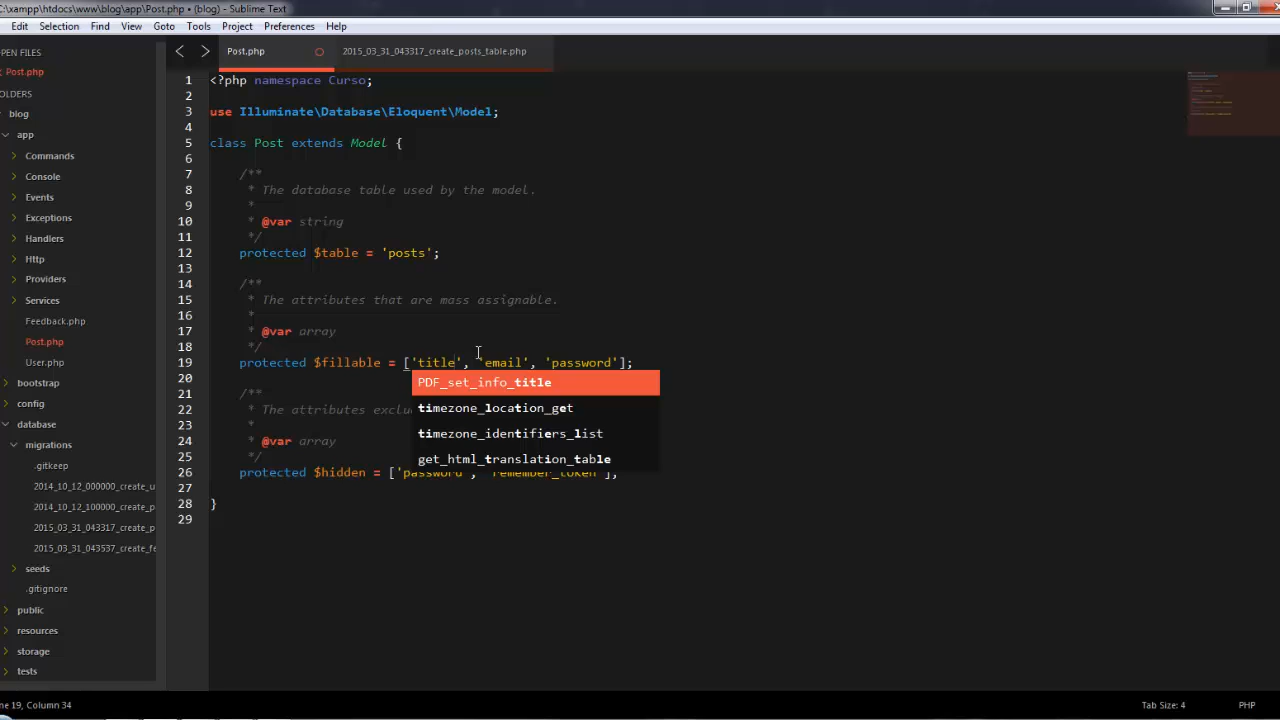 C:\xampp\htdocs\www\blog\app\Post.php • (blog) - Sublime Text
Edit Selection Find View Goto Tools Project Preferences Help
Post.php
2015_03_31_043317_create_posts_table.php
PEN FILES
Post.php
OLDERS
blog
app
Commands
Console
Events
Exceptions
Handlers
Http
Providers
Services
Feedback.php
Post.php
User.php
bootstrap
config
database
migrations
.gitkeep
2014_10_12_000000_create_u
2014_10_12_100000_create_p
2015_03_31_043317_create_p
2015_03_31_043537_create_fe
seeds
.gitignore
public
resources
storage
tests
1 <?php namespace Curso;
2
3 use Illuminate\Database\Eloquent\Model;
4
5 class Post extends Model {
6
7 /**
8 * The database table used by the model.
9 *
10 * @var string
11 */
12 protected $table = 'posts';
13
14 /**
15 * The attributes that are mass assignable.
16 *
17 * @var array
18 */
19 protected $fillable = ['title', 'email', 'password'];
20
PDF_set_info_title
21 /**
timezone_location_get
22 * The attributes exclu
23 *
timezone_identifiers_list
24 * @var array
25 */
get_html_translation_table
26 protected $hidden = ['password', 'remember_token'];
27
28 }
29
ne 19, Column 34
Tab Size: 4
PHP